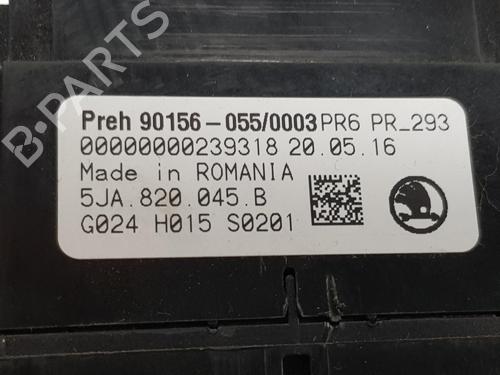 B-PARTS
Preh 90156-055/0003 PR6 PR_293
00000000239318 20.05.16
Made in ROMANIA
5JA.820.045.B
G024 H015 S0201